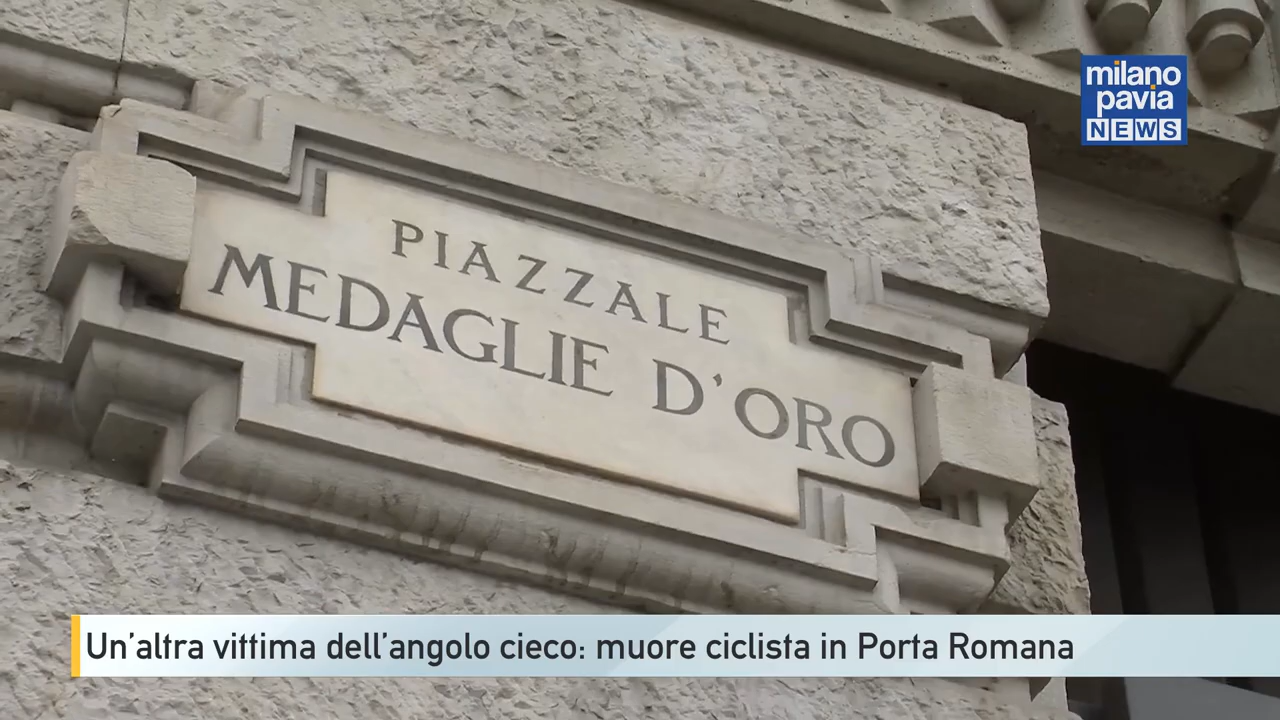 milano
pavia
NEWS
PIAZZALE
MEDAGLIE D'ORO
Un'altra vittima dell'angolo cieco: muore ciclista in Porta Romana